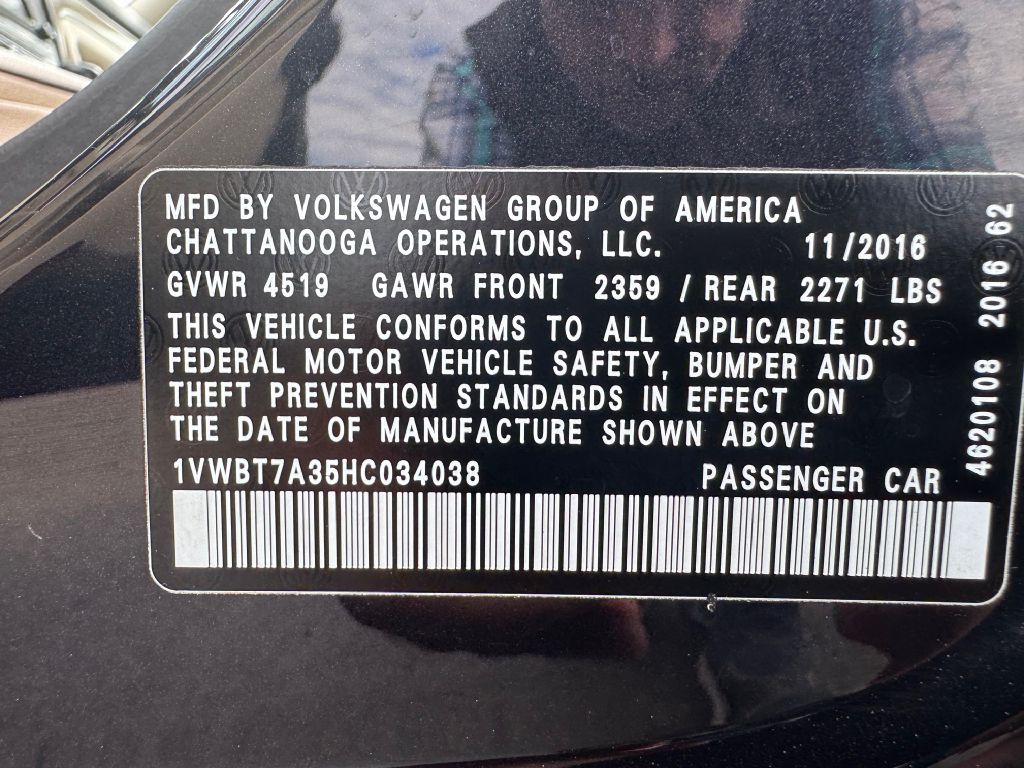 MFD BY VOLKSWAGEN GROUP OF AMERICA
CHATTANOOGA OPERATIONS, LLC. 11/2016
GVWR 4519 GAWR FRONT 2359 / REAR 2271 LBS
THIS VEHICLE CONFORMS TO ALL APPLICABLE U.S.
FEDERAL MOTOR VEHICLE SAFETY, BUMPER AND
THEFT PREVENTION STANDARDS IN EFFECT ON
THE DATE OF MANUFACTURE SHOWN ABOVE
1VWBT7A35HC034038 PASSENGER CAR
4620108 2016 62